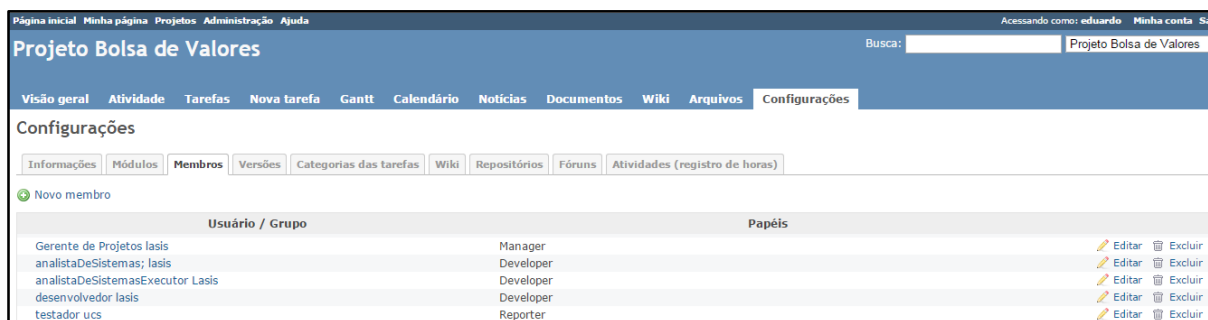 Página inicial Minha página Projetos Administração Ajuda Acessando como: eduardo Minha conta
Projeto Bolsa de Valores Busca: Projeto Bolsa de Valores
Visão geral Atividade Tarefas Nova tarefa Gantt Calendário Notícias Documentos Wiki Arquivos Configurações
Configurações
Informações Módulos Membros Versões Categorias das tarefas Wiki Repositórios Fóruns Atividades (registro de horas)
Novo membro
Usuário / Grupo Papéis
Gerente de Projetos lasis Manager Editar Excluir
analistaDeSistemas; lasis Developer Editar Excluir
analistaDeSistemasExecutor Lasis Developer Editar Excluir
desenvolvedor lasis Developer Editar Excluir
testador ucs Reporter Editar Excluir